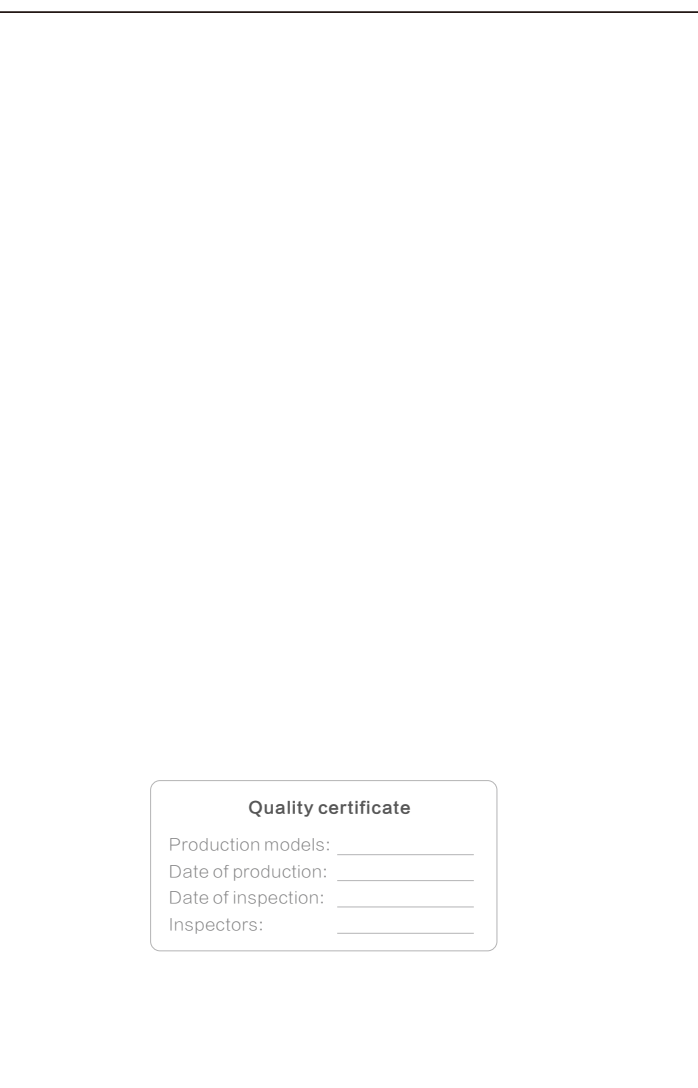 Quality certificate
Production models:
Date of production:
Date of inspection:
Inspectors: